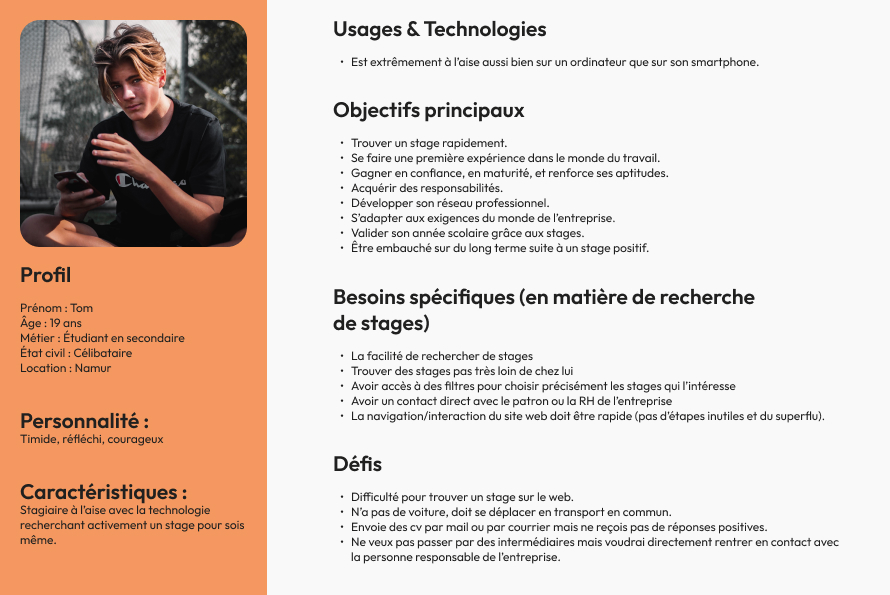 Profil
Prénom : Tom
Âge : 19 ans
Métier : Étudiant en secondaire
État civil : Célibataire
Location : Namur
Personnalité :
Timide, réfléchi, courageux
Caractéristiques :
Stagiaire à l'aise avec la technologie
recherchant activement un stage pour sois
même.
Usages & Technologies
• Est extrêmement à l'aise aussi bien sur un ordinateur que sur son smartphone.
Objectifs principaux
• Trouver un stage rapidement.
• Se faire une première expérience dans le monde du travail.
• Gagner en confiance, en maturité, et renforce ses aptitudes.
• Acquérir des responsabilités.
• Développer son réseau professionnel.
• S'adapter aux exigences du monde de l'entreprise.
• Valider son année scolaire grâce aux stages.
• Être embauché sur du long terme suite à un stage positif.
Besoins spécifiques (en matière de recherche
de stages)
• La facilité de rechercher de stages
• Trouver des stages pas très loin de chez lui
• Avoir accès à des filtres pour choisir précisément les stages qui l'intéresse
• Avoir un contact direct avec le patron ou la RH de l'entreprise
• La navigation/interaction du site web doit être rapide (pas d'étapes inutiles et du superflu).
Défis
• Difficulté pour trouver un stage sur le web.
• N'a pas de voiture, doit se déplacer en transport en commun.
• Envoie des cv par mail ou par courrier mais ne reçois pas de réponses positives.
• Ne veux pas passer par des intermédiaires mais voudrai directement rentrer en contact avec
la personne responsable de l'entreprise.